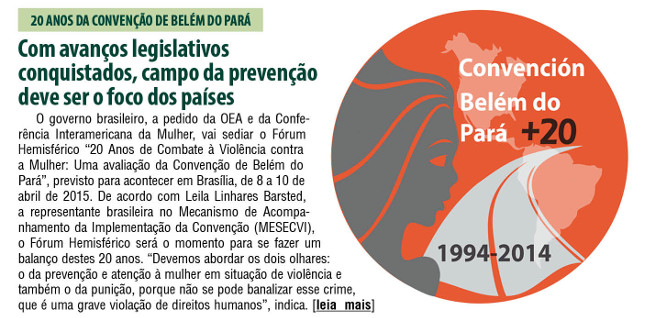 20 ANOS DA CONVENÇÃO DE BELÉM DO PARÁ
Com avanços legislativos
conquistados, campo da prevenção
deve ser o foco dos países
O governo brasileiro, a pedido da OEA e da Confe-
rência Interamericana da Mulher, vai sediar o Fórum
Hemisférico “20 Anos de Combate à Violência contra
a Mulher: Uma avaliação da Convenção de Belém do
Pará”, previsto para acontecer em Brasília, de 8 a 10 de
abril de 2015. De acordo com Leila Linhares Barsted,
a representante brasileira no Mecanismo de Acompa-
nhamento da Implementação da Convenção (MESECVI),
o Fórum Hemisférico será o momento para se fazer um
balanço destes 20 anos. “Devemos abordar os dois olhares:
o da prevenção e atenção à mulher em situação de violência e
também o da punição, porque não se pode banalizar esse crime,
que é uma grave violação de direitos humanos”, indica. [leia mais]
Convención
Belém do
Pará +20
1994-2014